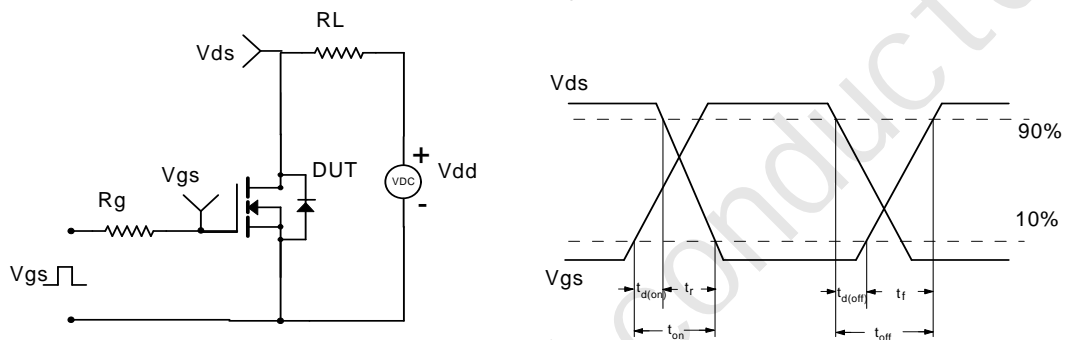 RL
Vds
Vgs
DUT
+
VDC
Vdd
-
Rg
Vgs
Vds
90%
10%
Vgs
td(on) tr
td(off) tf
ton
toff
conducto